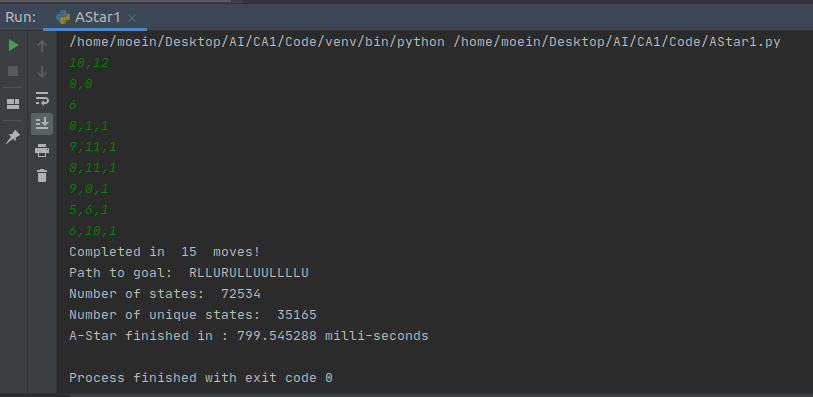 Run: AStar1
/home/moein/Desktop/AI/CA1/Code/venv/bin/python /home/moein/Desktop/AI/CA1/Code/AStar1.py
10,12
0,0
6
0,1,1
9,11,1
0,11,1
9,0,1
5,6,1
6,10,1
Completed in  15  moves!
Path to goal:  RLLURULLUULLLLU
Number of states:  72534
Number of unique states:  35165
A-Star finished in : 799.545288 milli-seconds
Process finished with exit code 0